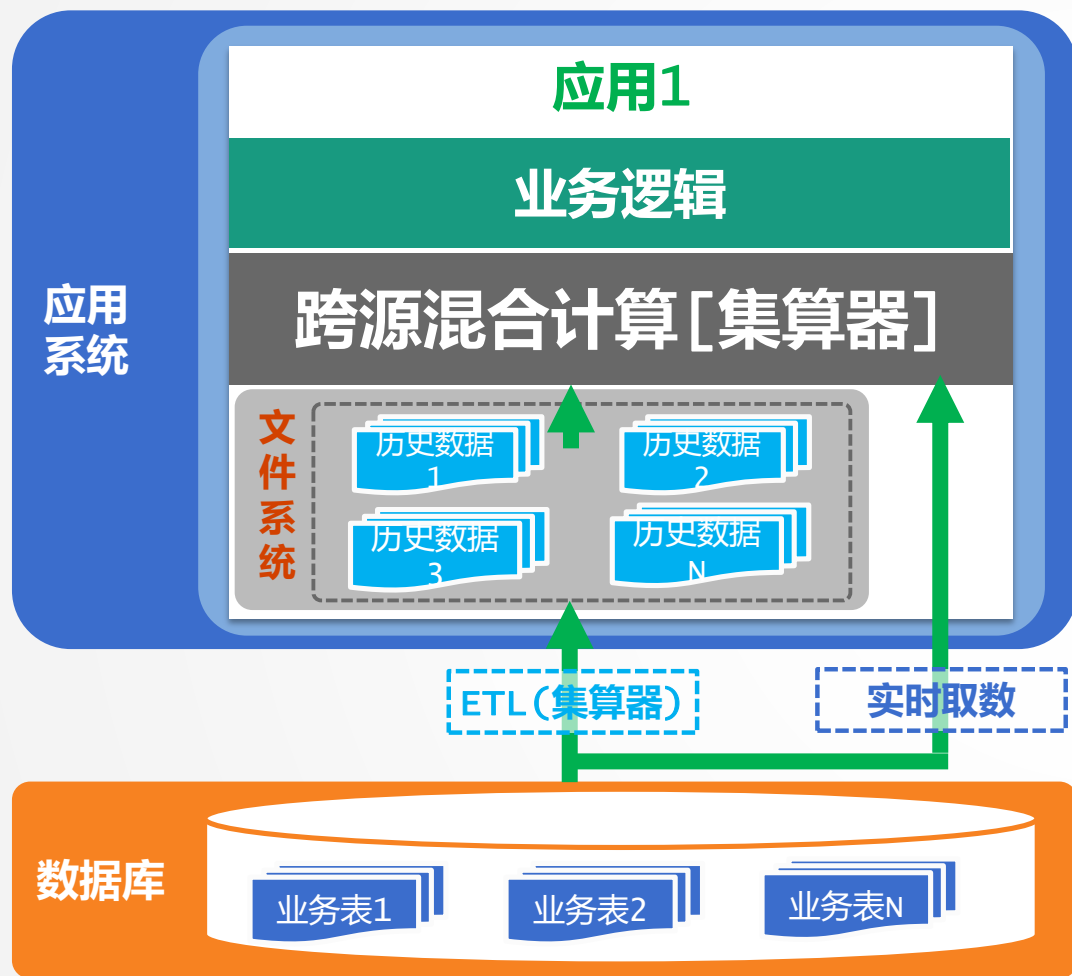 应用1
业务逻辑
应用
系统
跨源混合计算[集算器]
文
件
系
统
历史数据
1
历史数据
2
历史数据
3
历史数据
N
ETL(集算器)
实时取数
数据库
业务表1
业务表2
业务表N